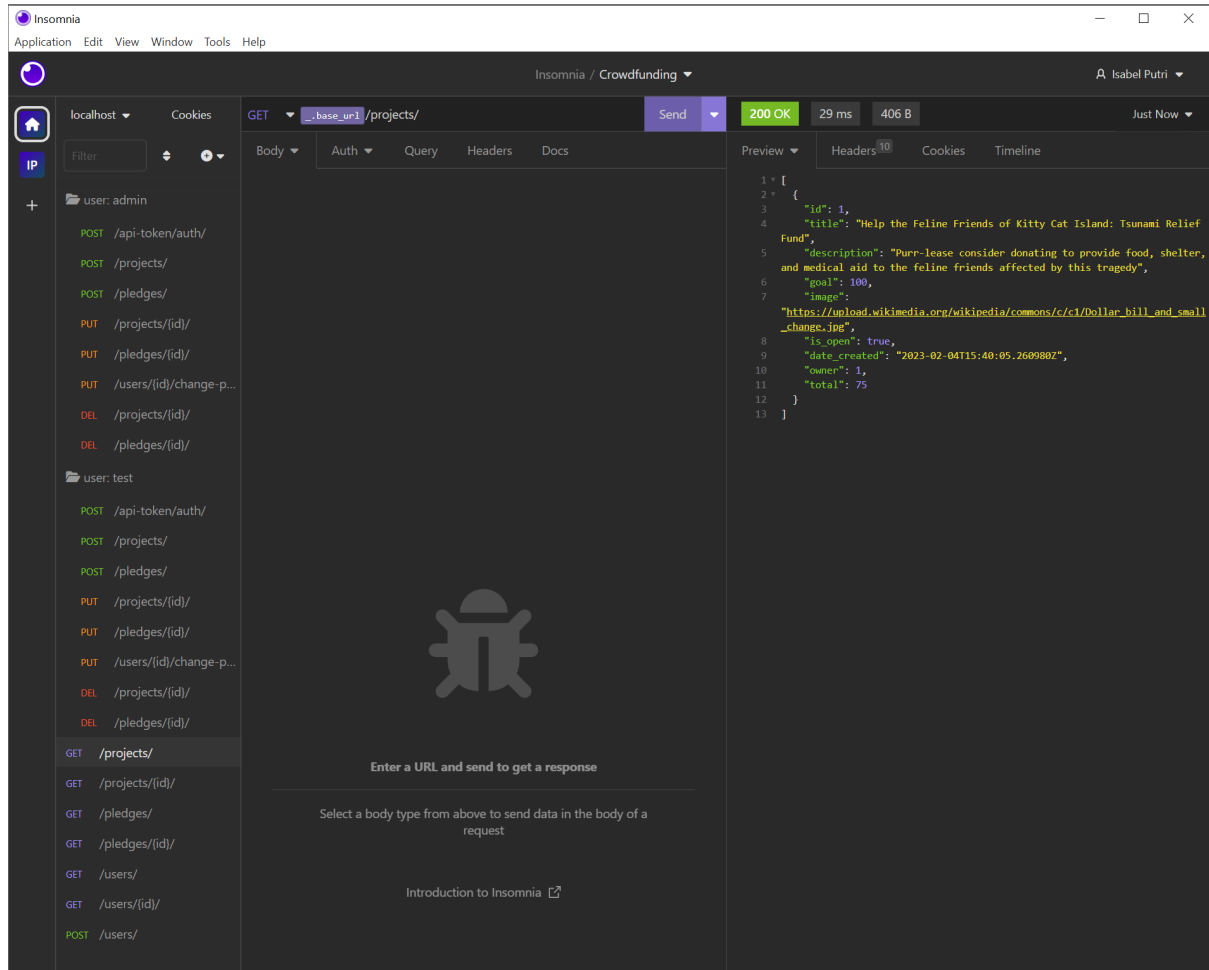 Insomnia
Application Edit View Window Tools Help
Insomnia / Crowdfunding
Isabel Putri
IP
localhost
Cookies
Filter
user: admin
POST /api-token/auth/
POST /projects/
POST /pledges/
PUT /projects/{id}/
PUT /pledges/{id}/
PUT /users/{id}/change-p...
DEL /projects/{id}/
DEL /pledges/{id}/
user: test
POST /api-token/auth/
POST /projects/
POST /pledges/
PUT /projects/{id}/
PUT /pledges/{id}/
PUT /users/{id}/change-p...
DEL /projects/{id}/
DEL /pledges/{id}/
GET /projects/
GET /projects/{id}/
GET /pledges/
GET /pledges/{id}/
GET /users/
GET /users/{id}/
POST /users/
GET _.base_url /projects/ Send
Body Auth Query Headers Docs
Enter a URL and send to get a response
Select a body type from above to send data in the body of a
request
Introduction to Insomnia
200 OK 29 ms 406 B Just Now
Preview Headers 10 Cookies Timeline
1 [
2 {
3 "id": 1,
4 "title": "Help the Feline Friends of Kitty Cat Island: Tsunami Relief
Fund",
5 "description": "Purr-lease consider donating to provide food, shelter,
and medical aid to the feline friends affected by this tragedy",
6 "goal": 100,
7 "image":
"https://upload.wikimedia.org/wikipedia/commons/c/c1/Dollar_bill_and_small
_change.jpg",
8 "is_open": true,
9 "date_created": "2023-02-04T15:40:05.260980Z",
10 "owner": 1,
11 "total": 75
12 }
13 ]